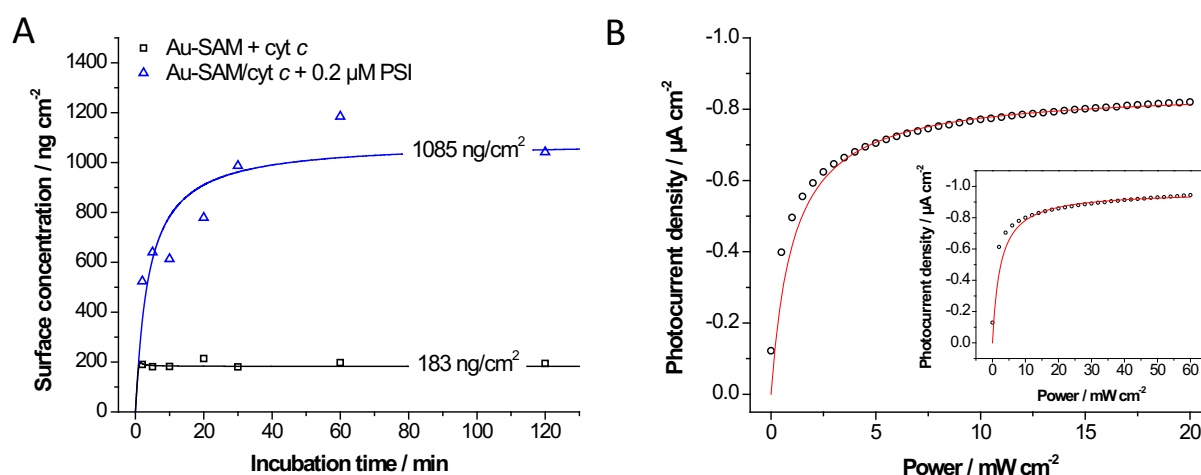 A
Au-SAM + cyt c
Au-SAM/cyt c + 0.2 µM PSI
1400
1200
1000
800
600
400
200
0
1085 ng/cm²
183 ng/cm²
0 20 40 60 80 100 120
Surface concentration / ng cm⁻²
Incubation time / min
B
-1.0
-0.8
-0.6
-0.4
-0.2
0.0
0 5 10 15 20
Photocurrent density / µA cm⁻²
Power / mW cm⁻²
-1.0
-0.8
-0.6
-0.4
-0.2
0.0
0 10 20 30 40 50 60
Photocurrent density / µA cm⁻²
Power / mW cm⁻²